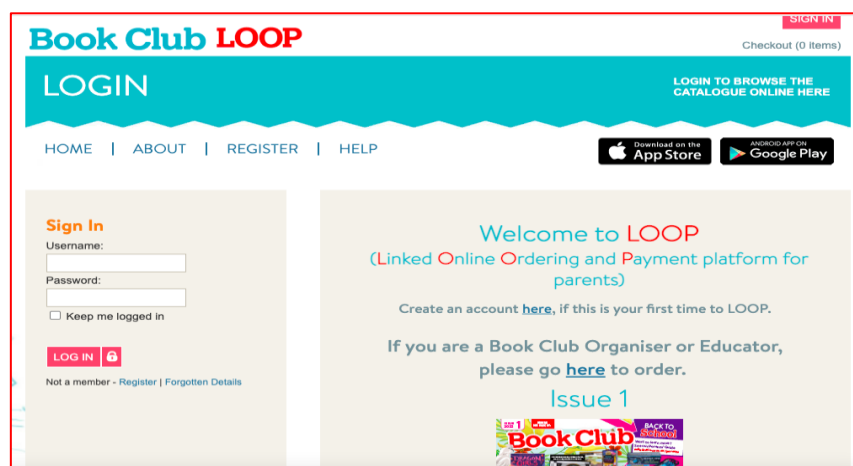 SIGN IN
Book Club LOOP
Checkout (0 items)
LOGIN
LOGIN TO BROWSE THE
CATALOGUE ONLINE HERE
HOME | ABOUT | REGISTER | HELP
Download on the
App Store
ANDROID APP ON
Google Play
Sign In
Username:
Password:
Keep me logged in
LOG IN
Not a member - Register | Forgotten Details
Welcome to LOOP
(Linked Online Ordering and Payment platform for
parents)
Create an account here, if this is your first time to LOOP.
If you are a Book Club Organiser or Educator,
please go here to order.
Issue 1
Book Club
BACK TO
School